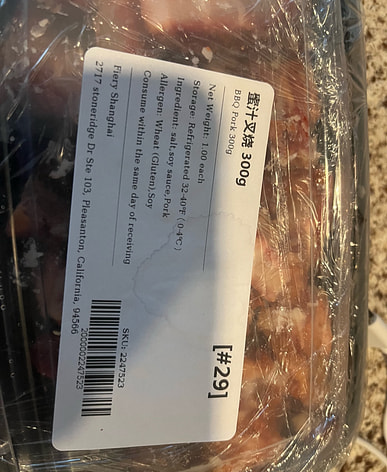 蜜汁叉烧 300g
BBQ Pork 300g
[#29]
Net Weight: 1.00 each
Storage: Refrigerated 32-40°F ( 0-4°C )
Ingredient: salt,soy sauce,Pork
Allergen: Wheat (Gluten),Soy
Consume within the same day of receiving
Fiery Shanghai
2717 stoneridge Dr Ste 103, Pleasanton, California, 94566
SKU: 2247523
2000002247523